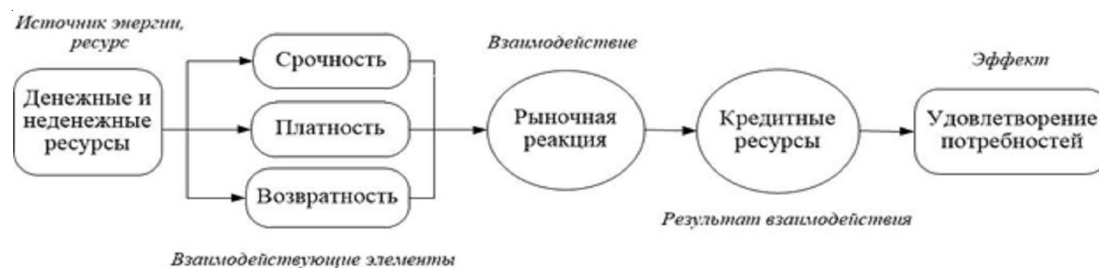 Источник энергии,
ресурс
Денежные и
неденежные
ресурсы
Срочность
Платность
Возвратность
Взаимодействующие элементы
Взаимодействие
Рыночная
реакция
Кредитные
ресурсы
Результат взаимодействия
Эффект
Удовлетворение
потребностей